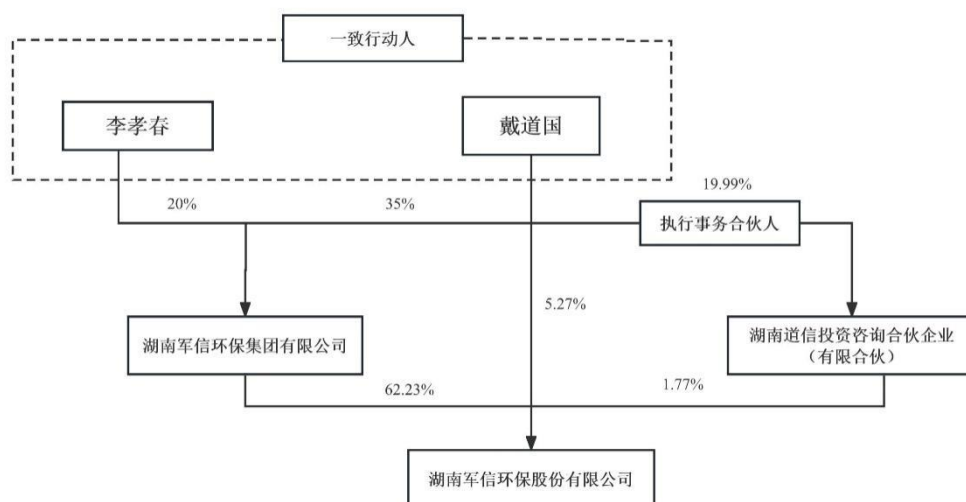 一致行动人
李孝春
戴道国
19.99%
20%
35%
执行事务合伙人
5.27%
湖南军信环保集团有限公司
湖南道信投资咨询合伙企业
（有限合伙）
62.23%
1.77%
湖南军信环保股份有限公司